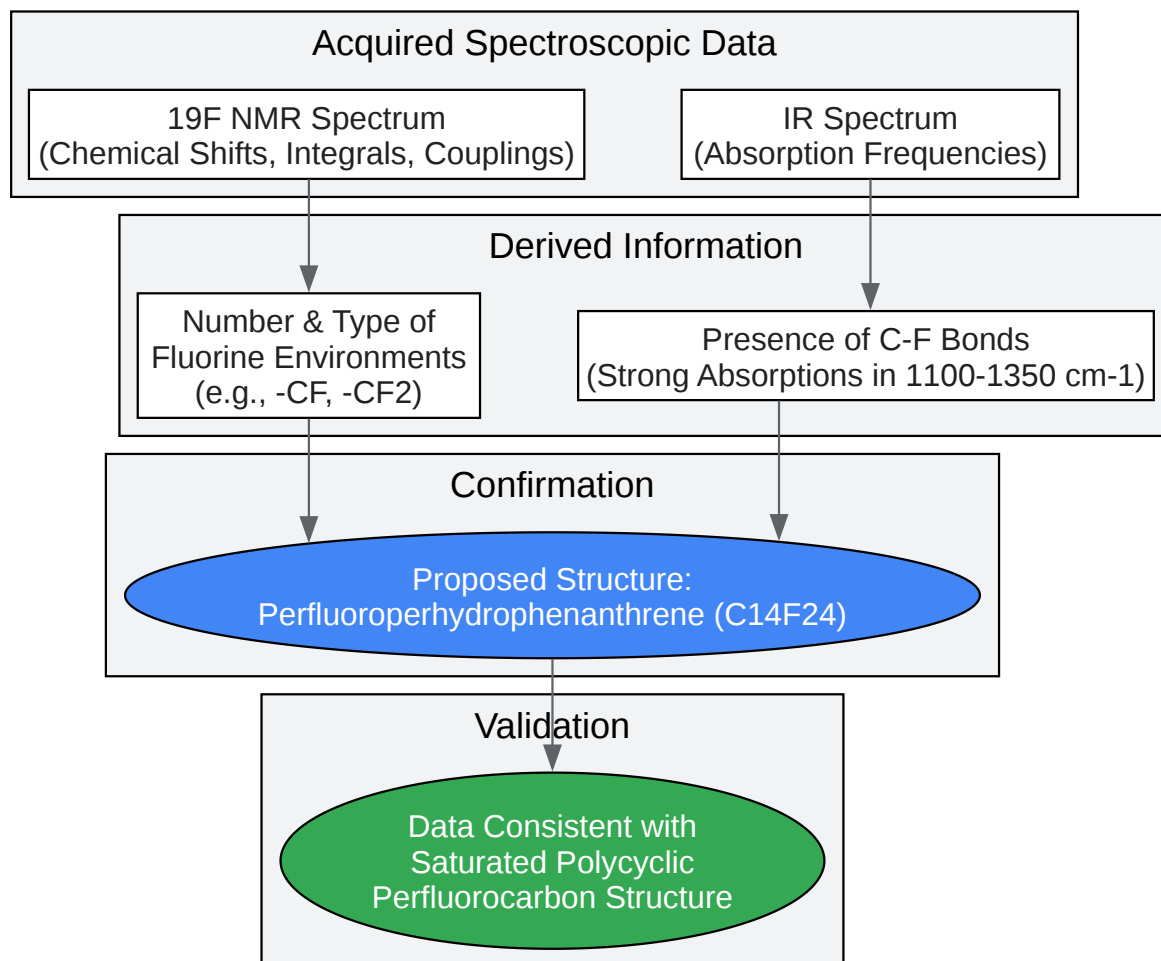 Acquired Spectroscopic Data
19F NMR Spectrum
(Chemical Shifts, Integrals, Couplings)
IR Spectrum
(Absorption Frequencies)
Derived Information
Number & Type of
Fluorine Environments
(e.g., -CF, -CF2)
Presence of C-F Bonds
(Strong Absorptions in 1100-1350 cm-1)
Confirmation
Proposed Structure:
Perfluoroperhydrophenanthrene (C14F24)
Validation
Data Consistent with
Saturated Polycyclic
Perfluorocarbon Structure